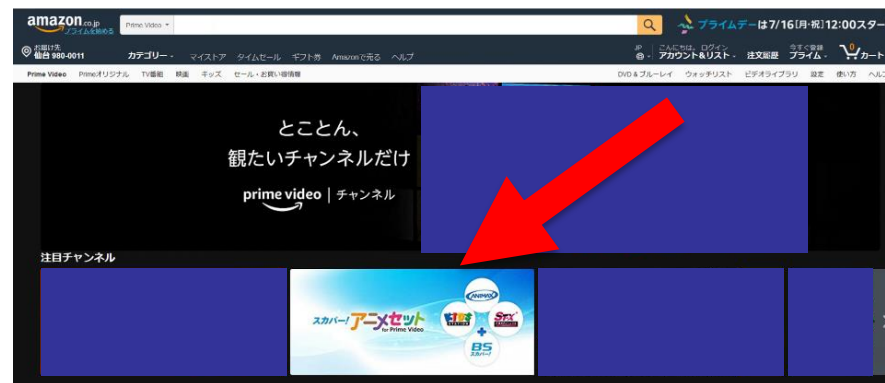 amazon.co.jp
プライムを始める
Prime Video
プライムデーは7/16[月・祝]12:00スター
お届け先
仙台 980-0011
カテゴリー
マイストア タイムセール ギフト券 Amazonで売る ヘルプ
JP
こんにちは。ログイン
アカウント&リスト
注文履歴
今すぐ登録
プライム
0
カート
Prime Video Primeオリジナル TV番組 映画 キッズ セール・お買い得情報
DVD & ブルーレイ ウォッチリスト ビデオライブラリ 設定 使い方 ヘル
とことん、
観たいチャンネルだけ
prime video | チャンネル
注目チャンネル
スカパー! アニメセット
for Prime Video
ANIMAX
キッズ
STATION
BS
スカパー!